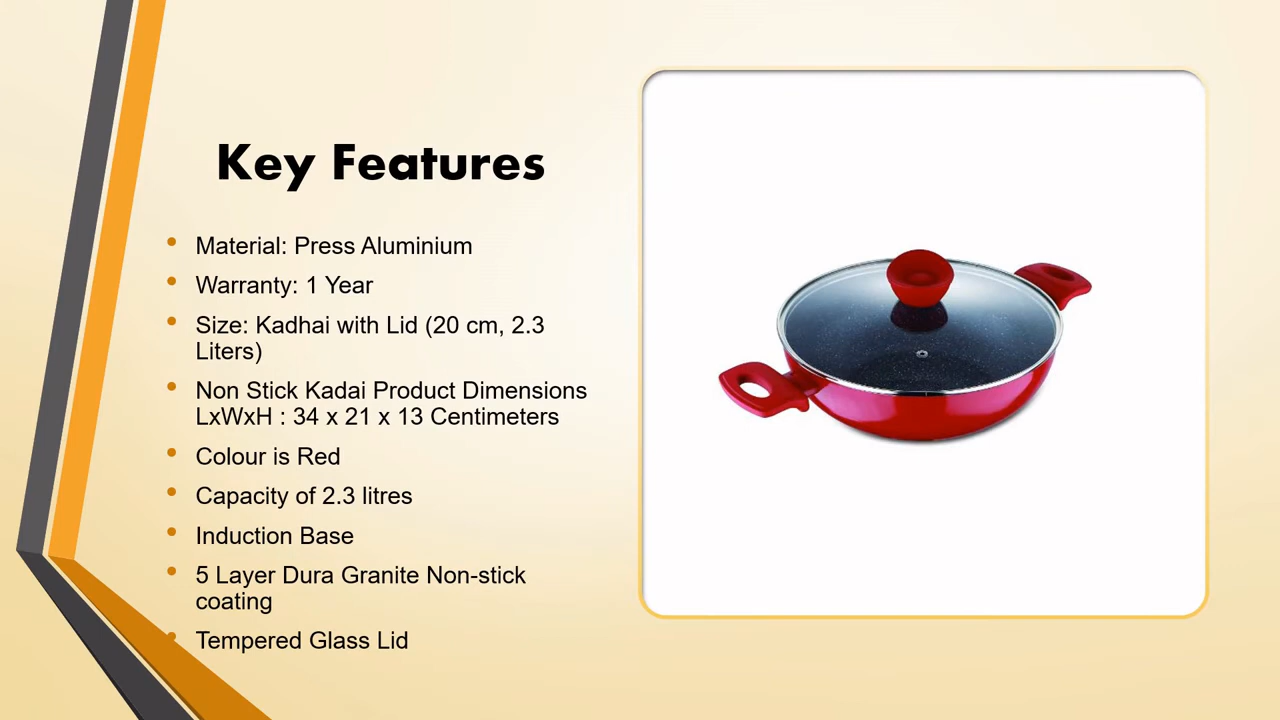 Key Features
Material: Press Aluminium
Warranty: 1 Year
Size: Kadhai with Lid (20 cm, 2.3
Liters)
Non Stick Kadai Product Dimensions
LxWxH : 34 x 21 x 13 Centimeters
Colour is Red
Capacity of 2.3 litres
Induction Base
5 Layer Dura Granite Non-stick
coating
Tempered Glass Lid